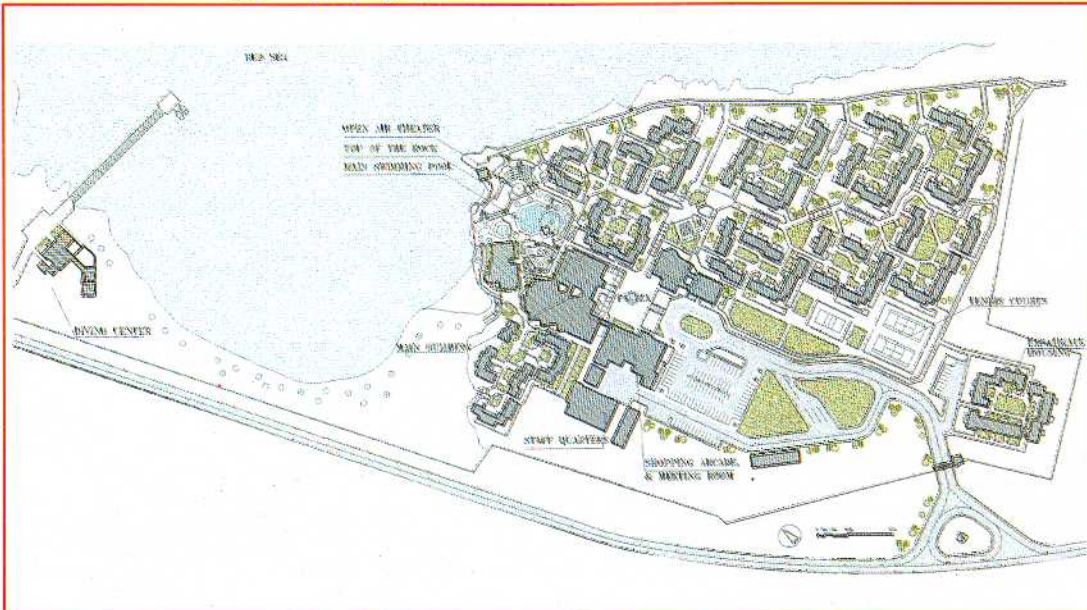 RED SEA
OPEN AIR THEATER
TOP OF THE ROCK
MAIN SWIMMING POOL
PLAZA
DIVING CENTER
MAIN BUILDING
TENNIS COURTS
HOUSING
STAFF QUARTERS
SHOPPING ARCADE,
& MEETING ROOM